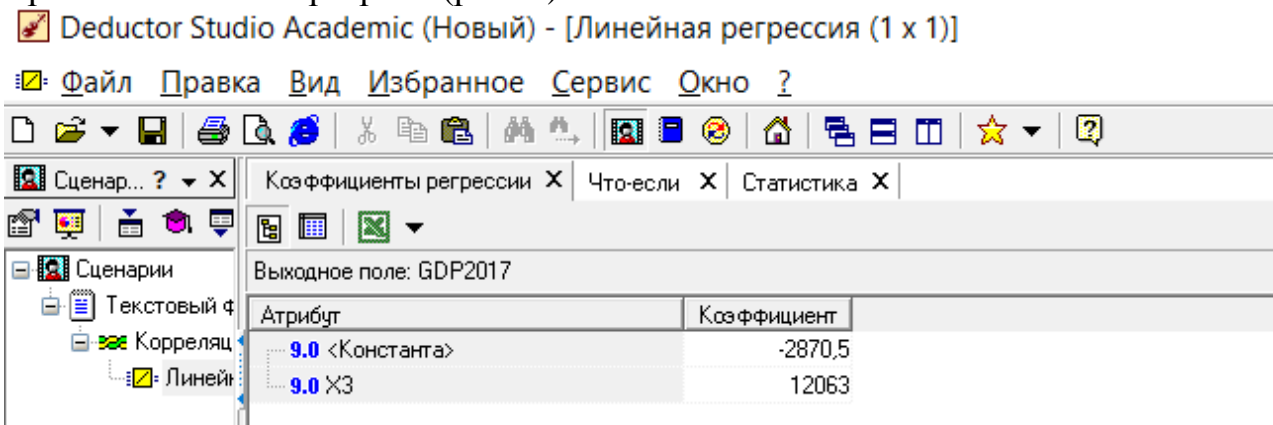 Deductor Studio Academic (Новый) - [Линейная регрессия (1 x 1)]
Файл Правка Вид Избранное Сервис Окно ?
Сценар... ? X
Коэффициенты регрессии X Что-если X Статистика X
Сценарии
Выходное поле: GDP2017
Текстовый ф
Атрибут Коэффициент
Корреляц
9.0 <Константа> -2870,5
Линейн
9.0 X3 12063